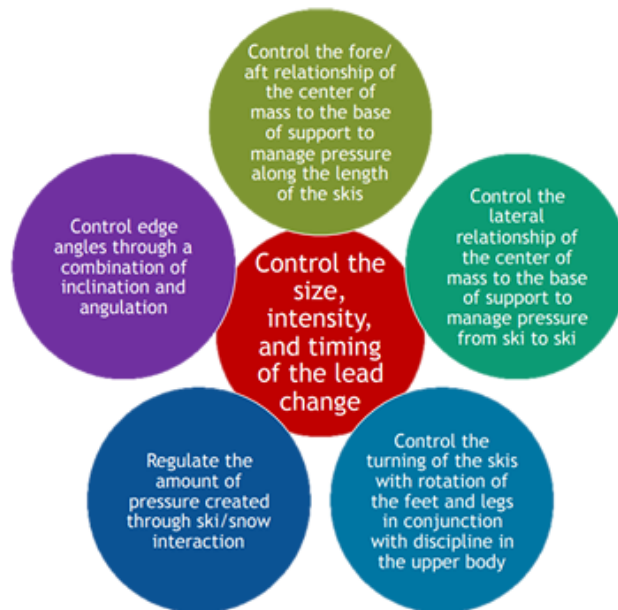 Control the fore/
aft relationship of
the center of
mass to the base
of support to
manage pressure
along the length
of the skis
Control edge
angles through a
combination of
inclination and
angulation
Control the
lateral
relationship of
the center of
mass to the base
of support to
manage pressure
from ski to ski
Control the
size,
intensity,
and timing
of the lead
change
Regulate the
amount of
pressure created
through ski/snow
interaction
Control the
turning of the skis
with rotation of
the feet and legs
in conjunction
with discipline in
the upper body